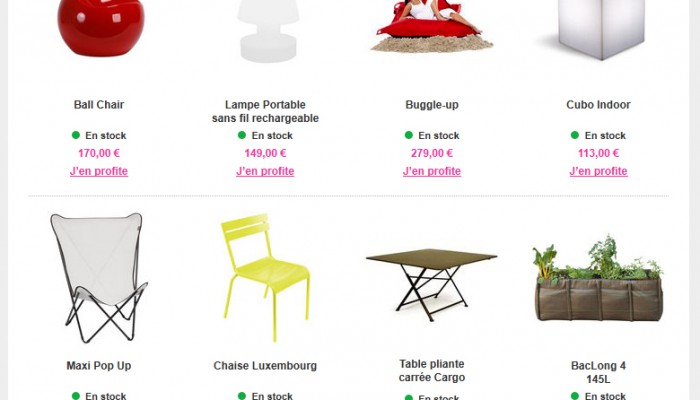 Ball Chair
Lampe Portable
sans fil rechargeable
Buggle-up
Cubo Indoor
En stock
En stock
En stock
En stock
170,00 €
149,00 €
279,00 €
113,00 €
J'en profite
J'en profite
J'en profite
J'en profite
Maxi Pop Up
Chaise Luxembourg
Table pliante
carrée Cargo
BacLong 4
145L
En stock
En stock
En stock
En stock